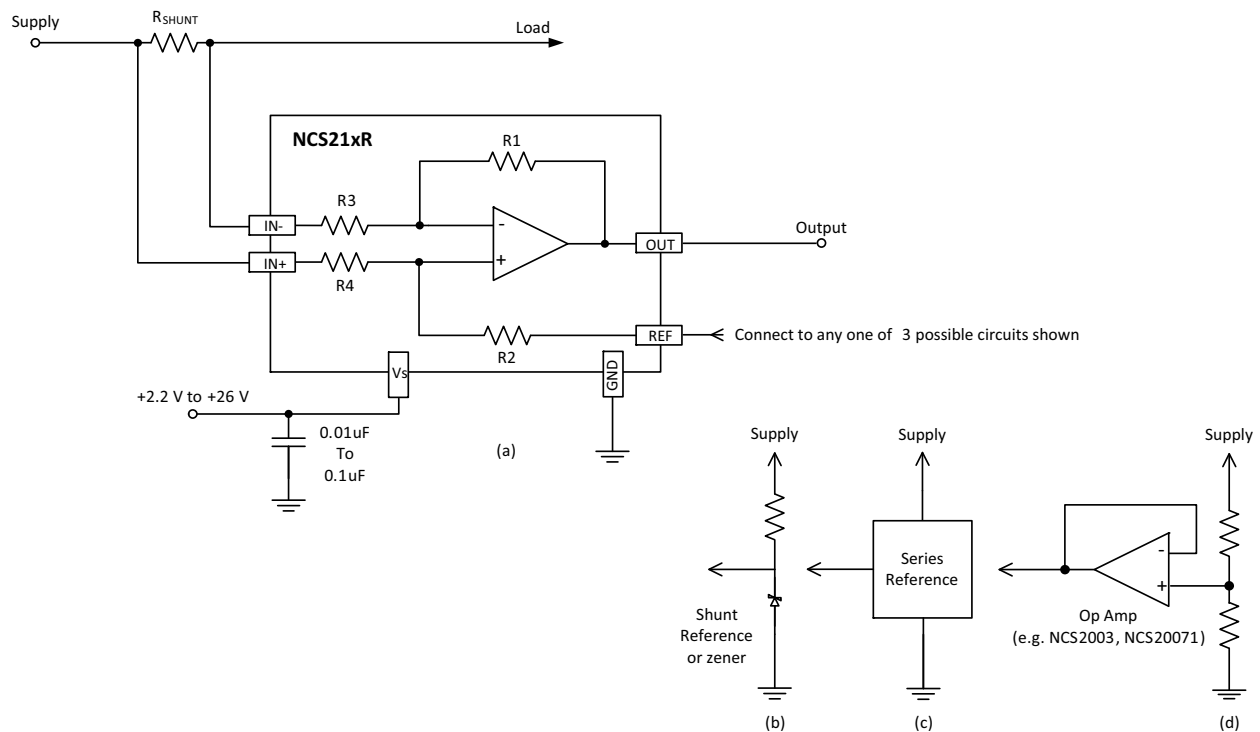 Supply
RSHUNT
Load
NCS21xR
R1
R3
IN-
-
Output
OUT
IN+
+
R4
R2
REF
Connect to any one of 3 possible circuits shown
Vs
GND
+2.2 V to +26 V
0.01uF
To
0.1uF
(a)
Supply
Supply
Supply
Series
Reference
-
+
Shunt
Reference
or zener
Op Amp
(e.g. NCS2003, NCS20071)
(b)
(c)
(d)